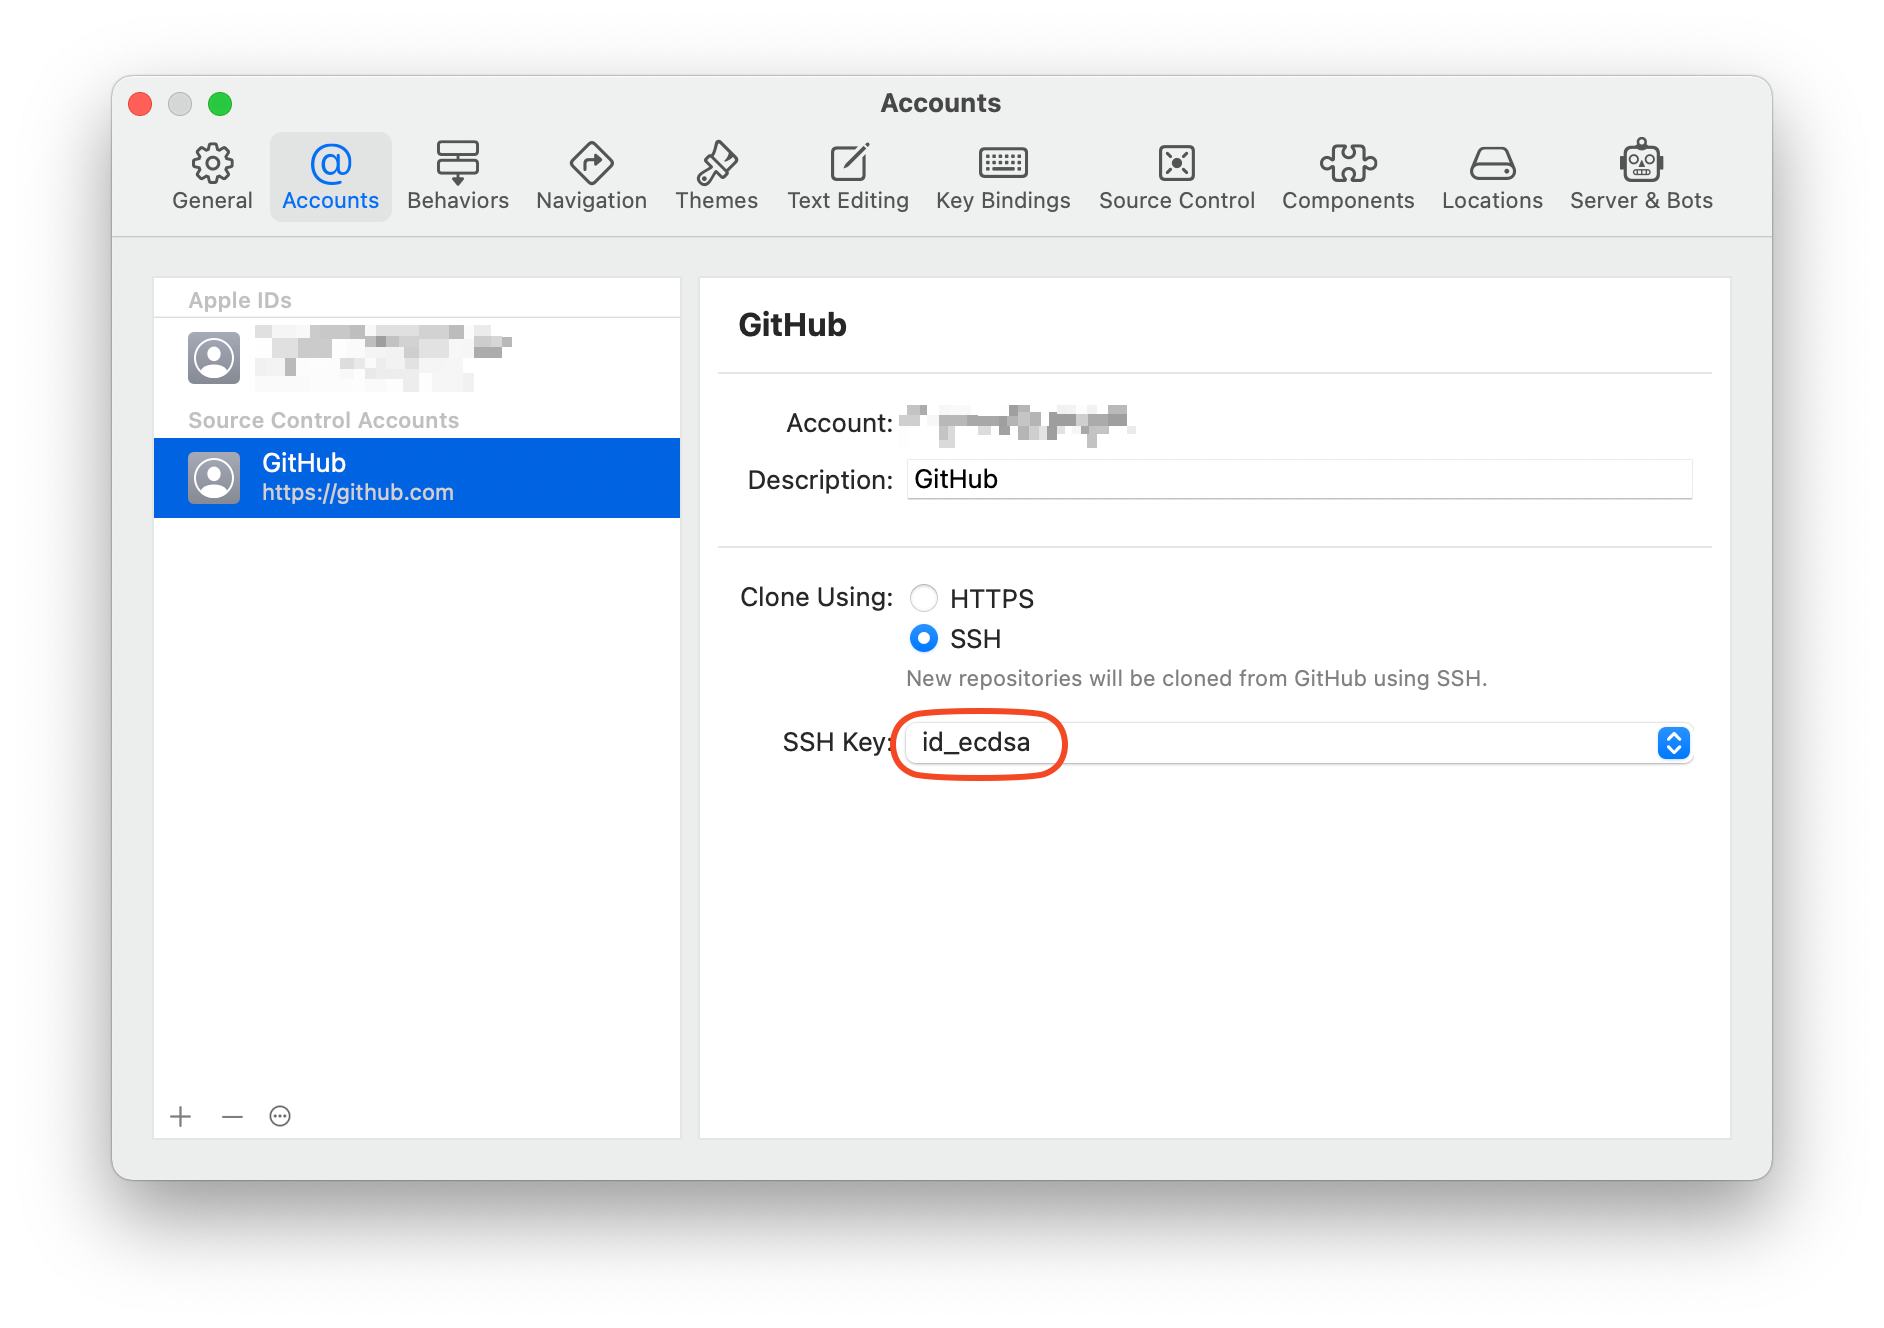 Accounts
General
Accounts
Behaviors
Navigation
Themes
Text Editing
Key Bindings
Source Control
Components
Locations
Server & Bots
Apple IDs
Source Control Accounts
GitHub
https://github.com
GitHub
Account:
Description: GitHub
Clone Using: HTTPS
SSH
New repositories will be cloned from GitHub using SSH.
SSH Key: id_ecdsa